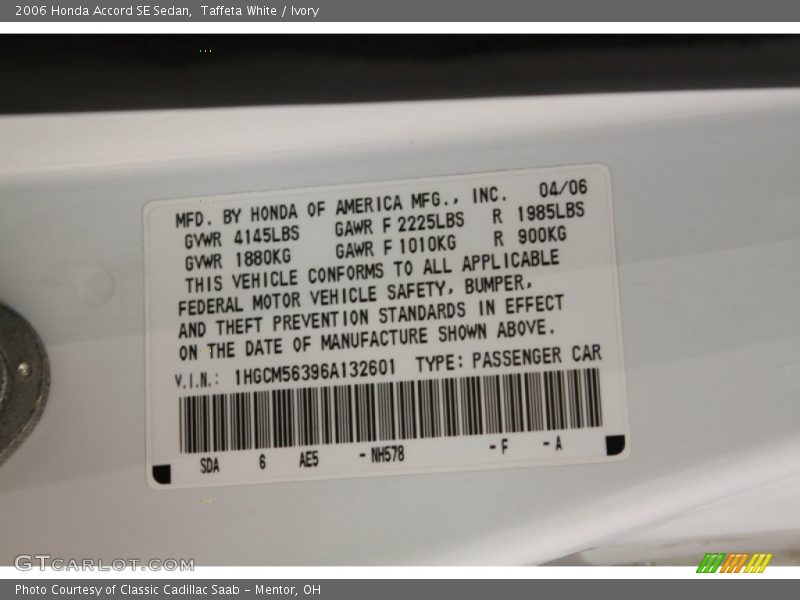 2006 Honda Accord SE Sedan,  Taffeta White / Ivory
MFD. BY HONDA OF AMERICA MFG., INC. 04/06
GVWR 4145LBS GAWR F 2225LBS R 1985LBS
GVWR 1880KG GAWR F 1010KG R 900KG
THIS VEHICLE CONFORMS TO ALL APPLICABLE
FEDERAL MOTOR VEHICLE SAFETY, BUMPER,
AND THEFT PREVENTION STANDARDS IN EFFECT
ON THE DATE OF MANUFACTURE SHOWN ABOVE.
V.I.N.: 1HGCM56396A132601 TYPE: PASSENGER CAR
SDA 6 AE5 - NH578 - F - A
GTCARLOT.COM
Photo Courtesy of Classic Cadillac Saab - Mentor, OH